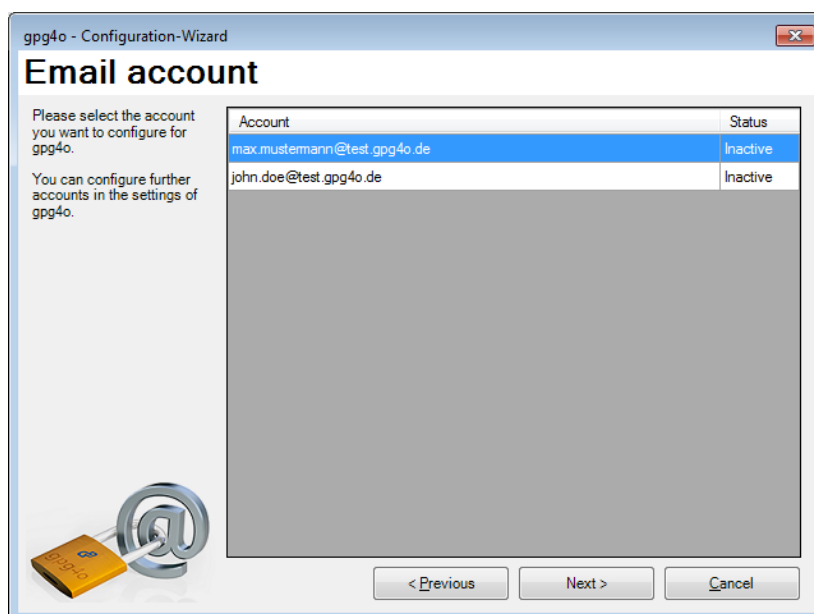 gpg4o - Configuration-Wizard
Email account
Please select the account
you want to configure for
gpg4o.
You can configure further
accounts in the settings of
gpg4o.
Account Status
max.mustermann@test.gpg4o.de Inactive
john.doe@test.gpg4o.de Inactive
gpg4o
< Previous Next > Cancel